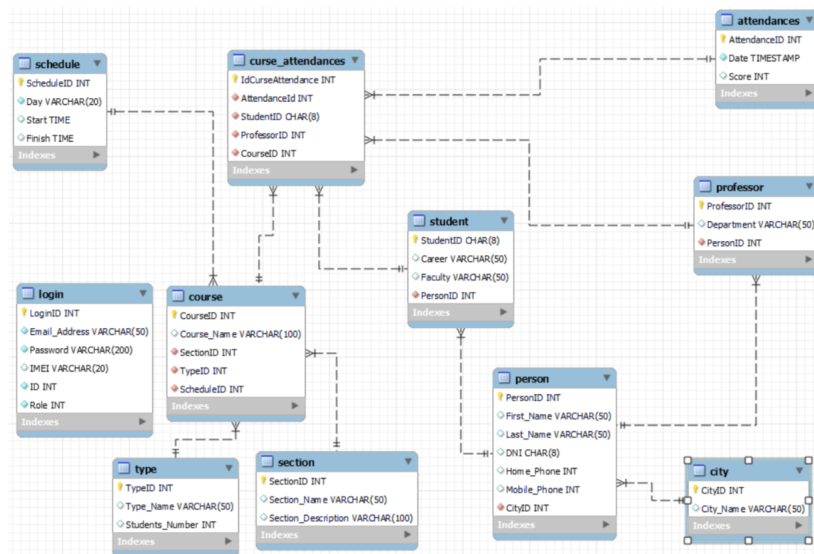 attendances
AttendanceID INT
Date TIMESTAMP
Score INT
Indexes
schedule
ScheduleID INT
Day VARCHAR(20)
Start TIME
Finish TIME
Indexes
curse_attendances
IdCurseAttendance INT
AttendanceId INT
StudentID CHAR(8)
ProfessorID INT
CourseID INT
Indexes
professor
ProfessorID INT
Department VARCHAR(50)
PersonID INT
Indexes
student
StudentID CHAR(8)
Career VARCHAR(50)
Faculty VARCHAR(50)
PersonID INT
Indexes
login
LoginID INT
Email_Address VARCHAR(50)
Password VARCHAR(200)
IMEI VARCHAR(20)
ID INT
Role INT
Indexes
course
CourseID INT
Course_Name VARCHAR(100)
SectionID INT
TypeID INT
ScheduleID INT
Indexes
person
PersonID INT
First_Name VARCHAR(50)
Last_Name VARCHAR(50)
DNI CHAR(8)
Home_Phone INT
Mobile_Phone INT
CityID INT
Indexes
type
TypeID INT
Type_Name VARCHAR(50)
Students_Number INT
Indexes
section
SectionID INT
Section_Name VARCHAR(50)
Section_Description VARCHAR(100)
Indexes
city
CityID INT
City_Name VARCHAR(50)
Indexes